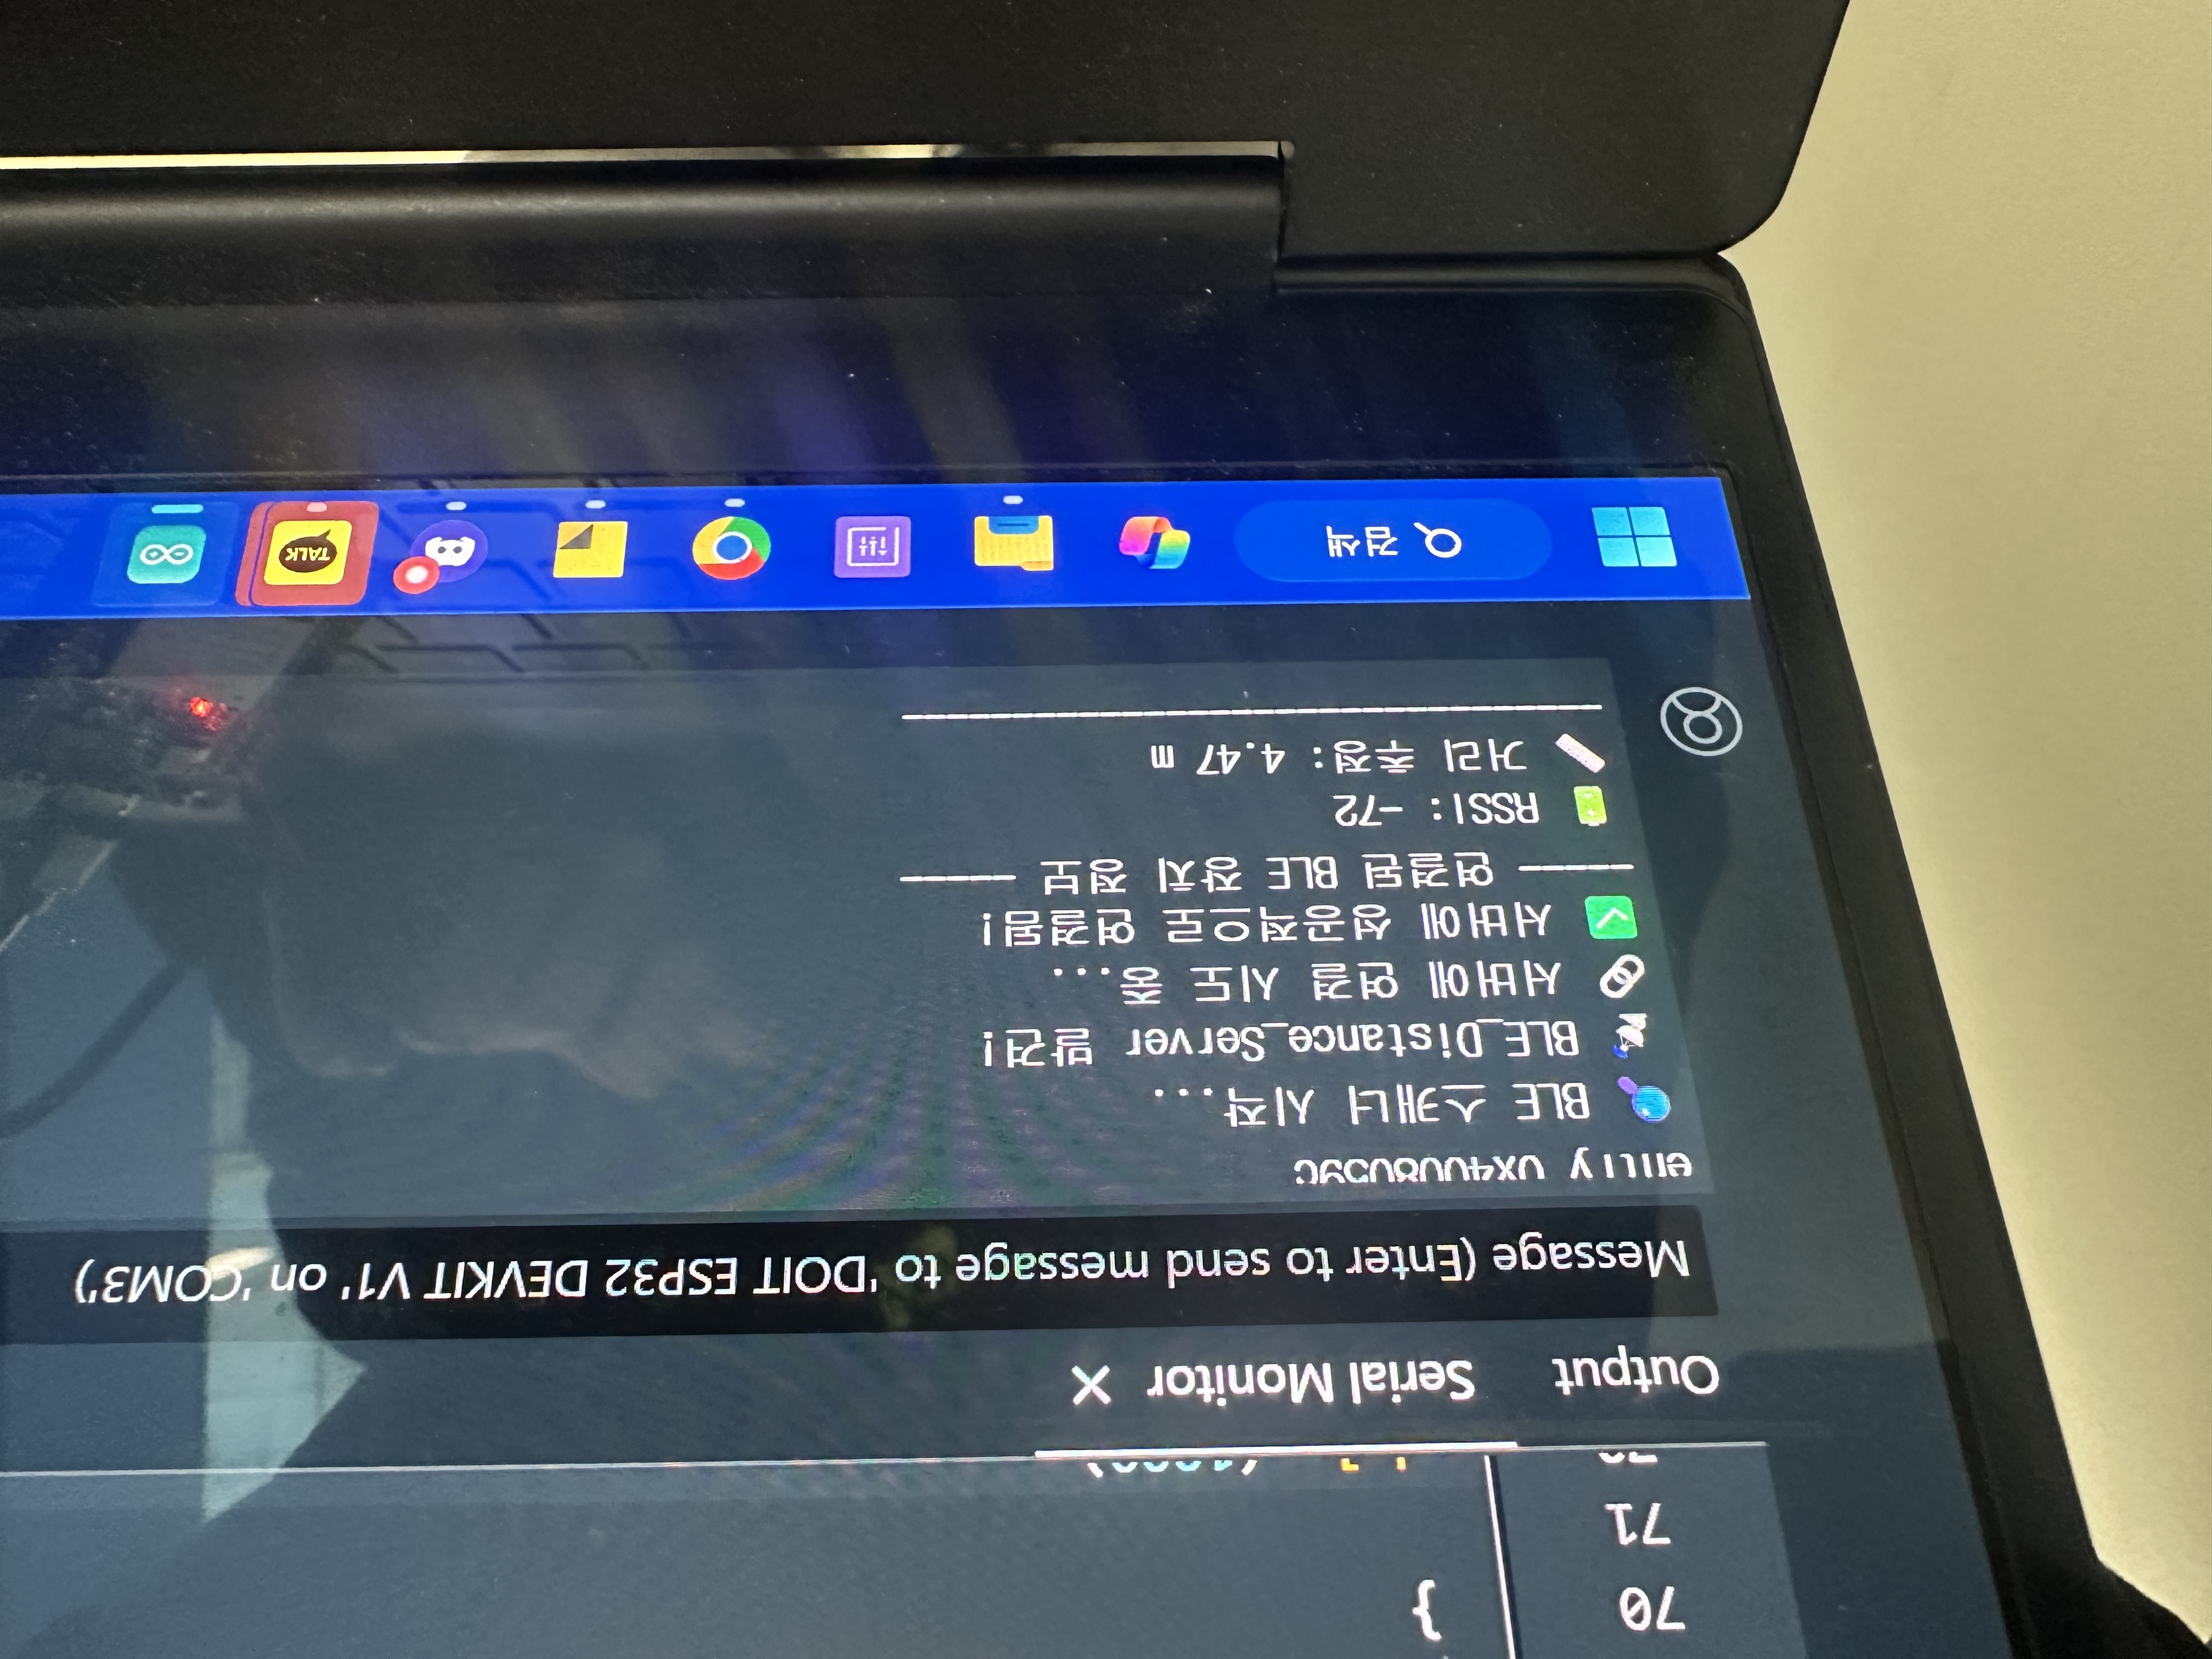 70 }
71
Output Serial Monitor
Message (Enter to send message to 'DOIT ESP32 DEVKIT V1' on 'COM3')
entry 0x4008059c
🔍 BLE 스캐너 시작...
📡 BLE_Distance_Server 발견!
🔗 서버에 연결 시도 중...
✅ 서버에 성공적으로 연결됨!
----- 연결된 BLE 장치 정보 -----
🔋 RSSI: -72
📏 거리 추정: 4.47 m
검색
TALK